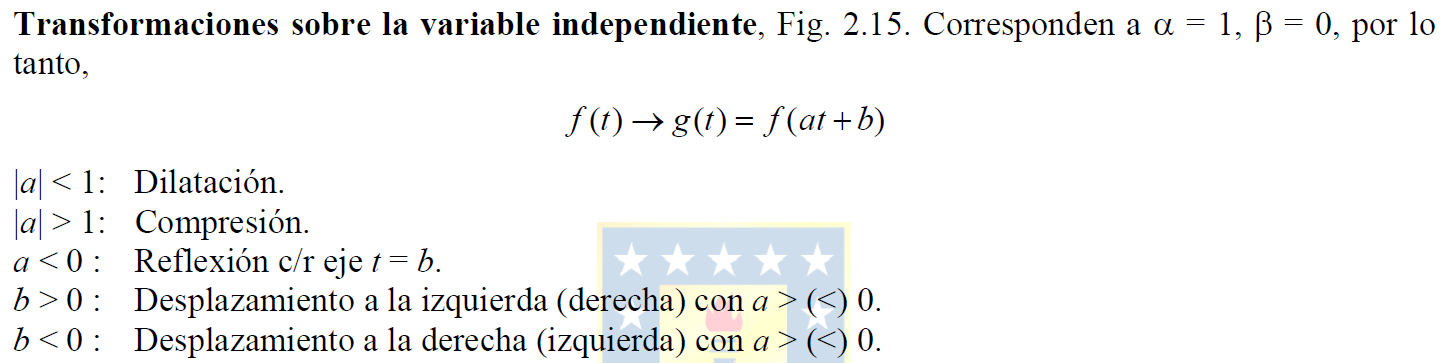 Transformaciones sobre la variable independiente, Fig. 2.15. Corresponden a α = 1, β = 0, por lo
tanto,
f(t) → g(t) = f(at + b)
|a| < 1: Dilatación.
|a| > 1: Compresión.
a < 0 : Reflexión c/r eje t = b.
b > 0 : Desplazamiento a la izquierda (derecha) con a > (<) 0.
b < 0 : Desplazamiento a la derecha (izquierda) con a > (<) 0.